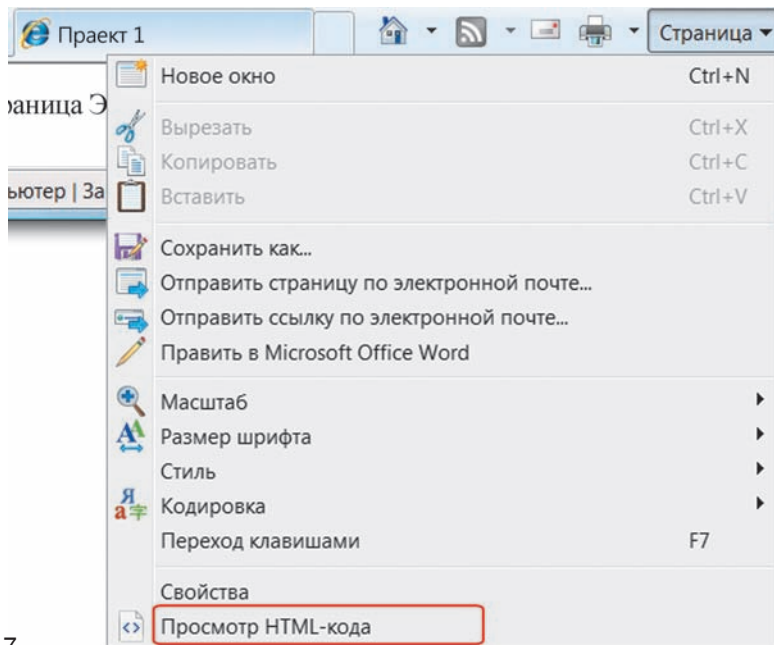 Праект 1
Страница
Новое окно Ctrl+N
раница Э
Вырезать Ctrl+X
Копировать Ctrl+C
ьютер | За
Вставить Ctrl+V
Сохранить как...
Отправить страницу по электронной почте...
Отправить ссылку по электронной почте...
Править в Microsoft Office Word
Масштаб
Размер шрифта
Стиль
Кодировка
Переход клавишами F7
Свойства
Просмотр HTML-кода
7